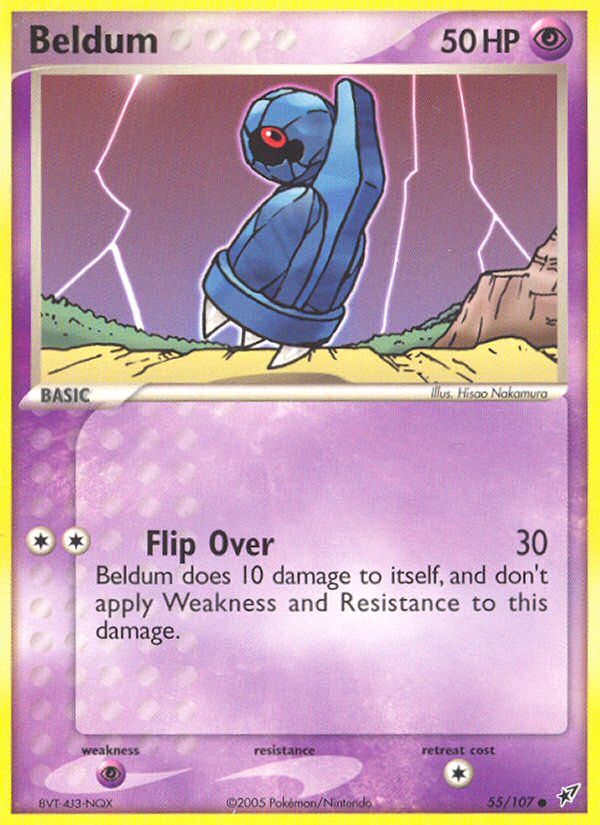 Beldum 50 HP
BASIC
illus. Hisao Nakamura
Flip Over 30
Beldum does 10 damage to itself, and don't
apply Weakness and Resistance to this
damage.
weakness resistance retreat cost
8VT-4J3-NQX ©2005 Pokémon/Nintendo 55/107